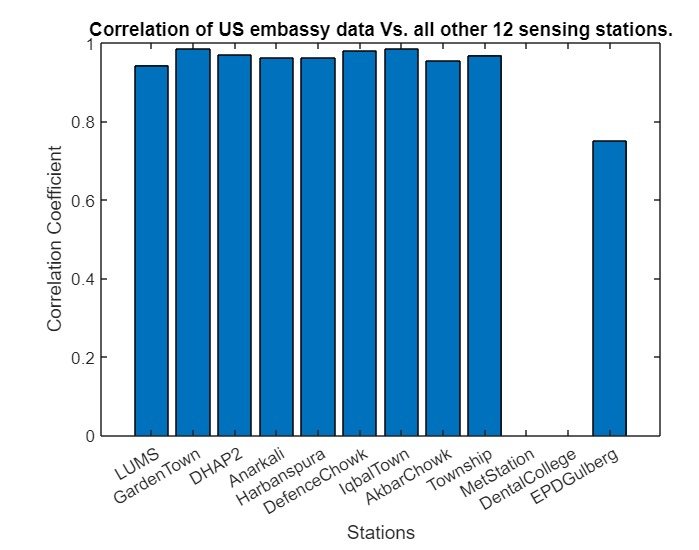 Correlation of US embassy data Vs. all other 12 sensing stations.
1
0.8
0.6
0.4
0.2
0
Correlation Coefficient
LUMS
GardenTown
DHAP2
Anarkali
Harbanspura
DefenceChowk
IqbalTown
AkbarChowk
Township
MetStation
DentalCollege
EPDGulberg
Stations